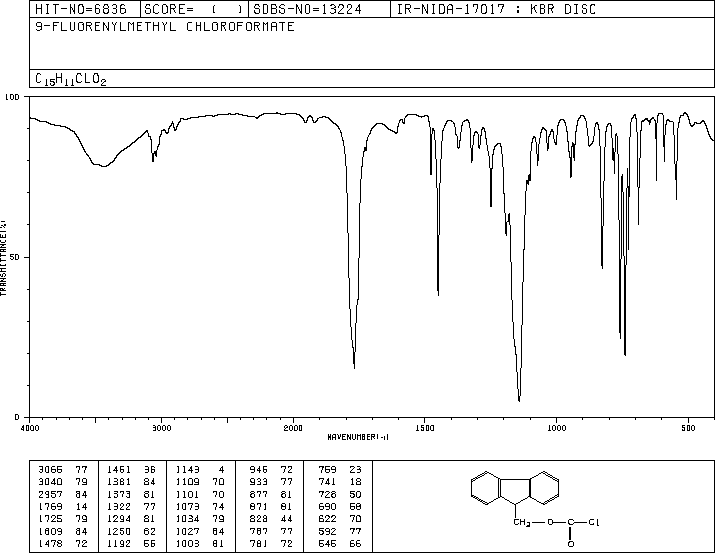 HIT-NO=6836 SCORE= ( ) SDBS-NO=13224 IR-NIDA-17017 : KBR DISC
9-FLUORENYLMETHYL CHLOROFORMATE
C15H11CLO2
100
50
0
TRANSMITTANCE(%)
4000 3000 2000 1500 1000 500
WAVENUMBER(-1)
3066 77 1451 36 1143 4 946 72 759 23
3040 79 1381 84 1109 70 933 77 741 18
2957 84 1373 81 1101 70 877 81 728 50
1769 14 1322 77 1073 74 871 81 690 58
1725 79 1294 81 1034 79 828 44 622 70
1609 84 1250 62 1027 84 787 77 592 77
1478 72 1192 55 1003 81 781 72 545 66
CH2 O C Cl
O